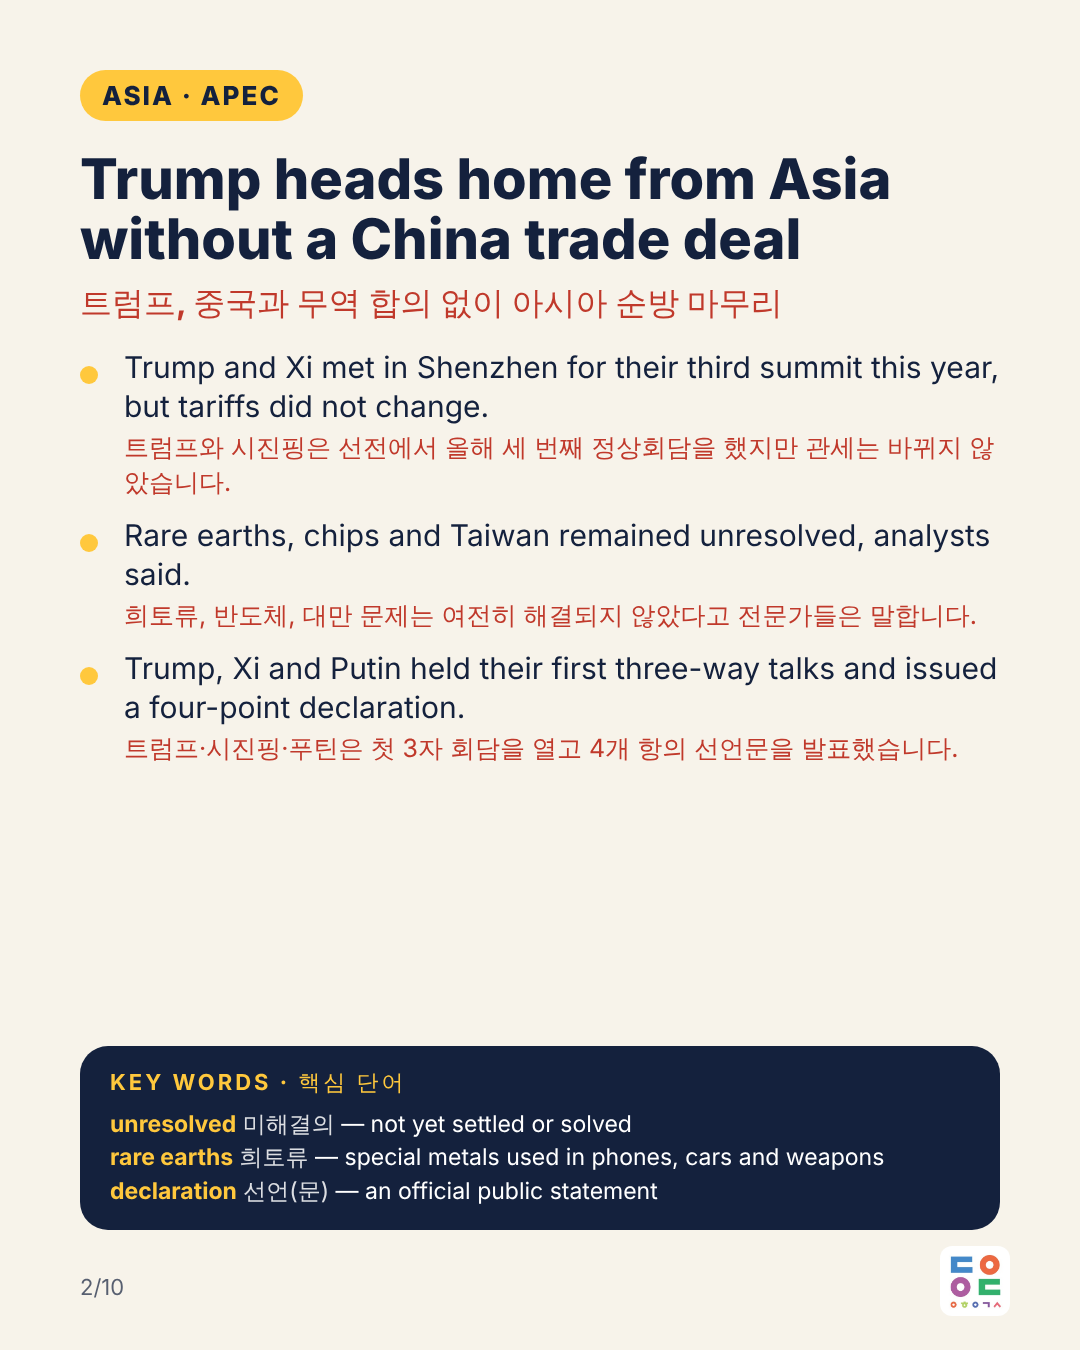 ASIA · APEC
Trump heads home from Asia
without a China trade deal
트럼프, 중국과 무역 합의 없이 아시아 순방 마무리
Trump and Xi met in Shenzhen for their third summit this year,
but tariffs did not change.
트럼프와 시진핑은 선전에서 올해 세 번째 정상회담을 했지만 관세는 바뀌지 않
았습니다.
Rare earths, chips and Taiwan remained unresolved, analysts
said.
희토류, 반도체, 대만 문제는 여전히 해결되지 않았다고 전문가들은 말합니다.
Trump, Xi and Putin held their first three-way talks and issued
a four-point declaration.
트럼프·시진핑·푸틴은 첫 3자 회담을 열고 4개 항의 선언문을 발표했습니다.
KEY WORDS · 핵심 단어
unresolved 미해결의 — not yet settled or solved
rare earths 희토류 — special metals used in phones, cars and weapons
declaration 선언(문) — an official public statement
2/10